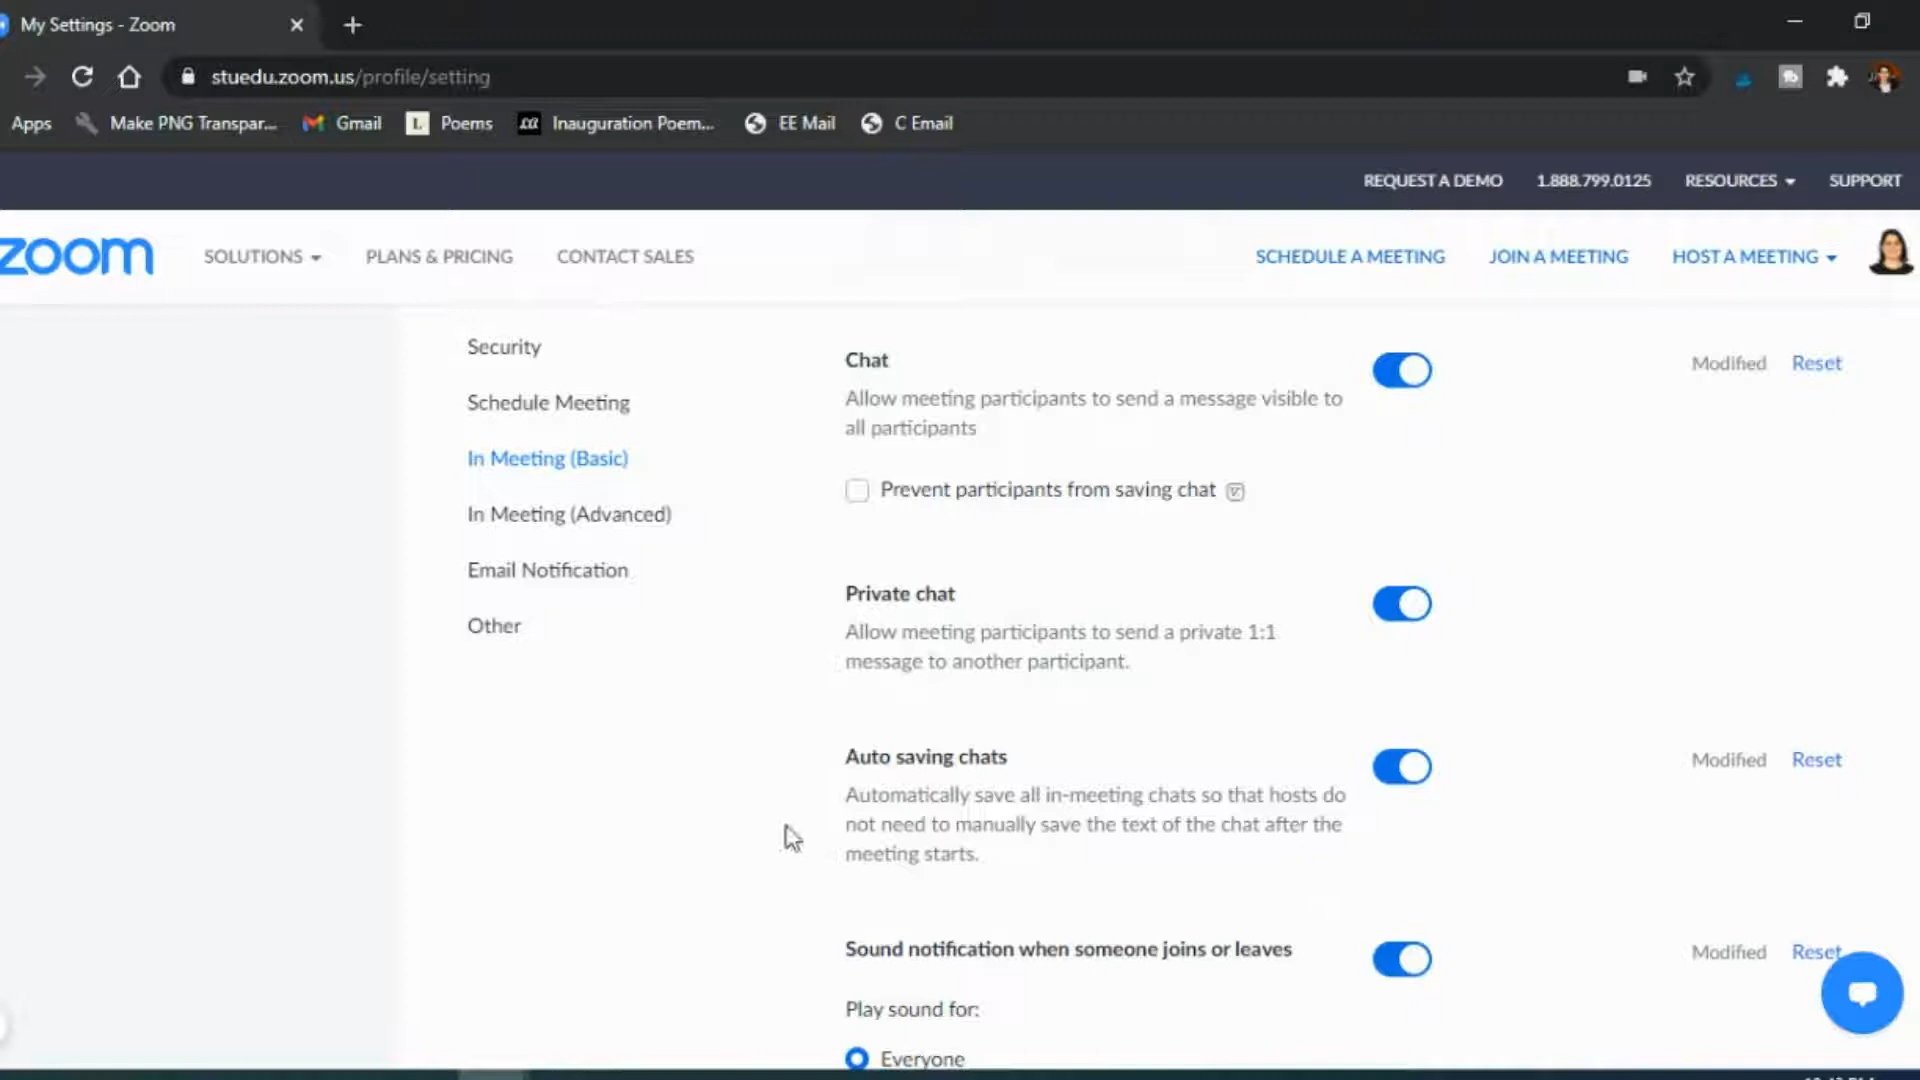 My Settings - Zoom
stuedu.zoom.us/profile/setting
Apps Make PNG Transpar... Gmail L Poems Inauguration Poem... EE Mail C Email
REQUEST A DEMO 1.888.799.0125 RESOURCES SUPPORT
zoom SOLUTIONS PLANS & PRICING CONTACT SALES SCHEDULE A MEETING JOIN A MEETING HOST A MEETING
Security
Schedule Meeting
In Meeting (Basic)
In Meeting (Advanced)
Email Notification
Other
Chat Modified Reset
Allow meeting participants to send a message visible to
all participants
Prevent participants from saving chat
Private chat
Allow meeting participants to send a private 1:1
message to another participant.
Auto saving chats Modified Reset
Automatically save all in-meeting chats so that hosts do
not need to manually save the text of the chat after the
meeting starts.
Sound notification when someone joins or leaves Modified Reset
Play sound for:
Everyone